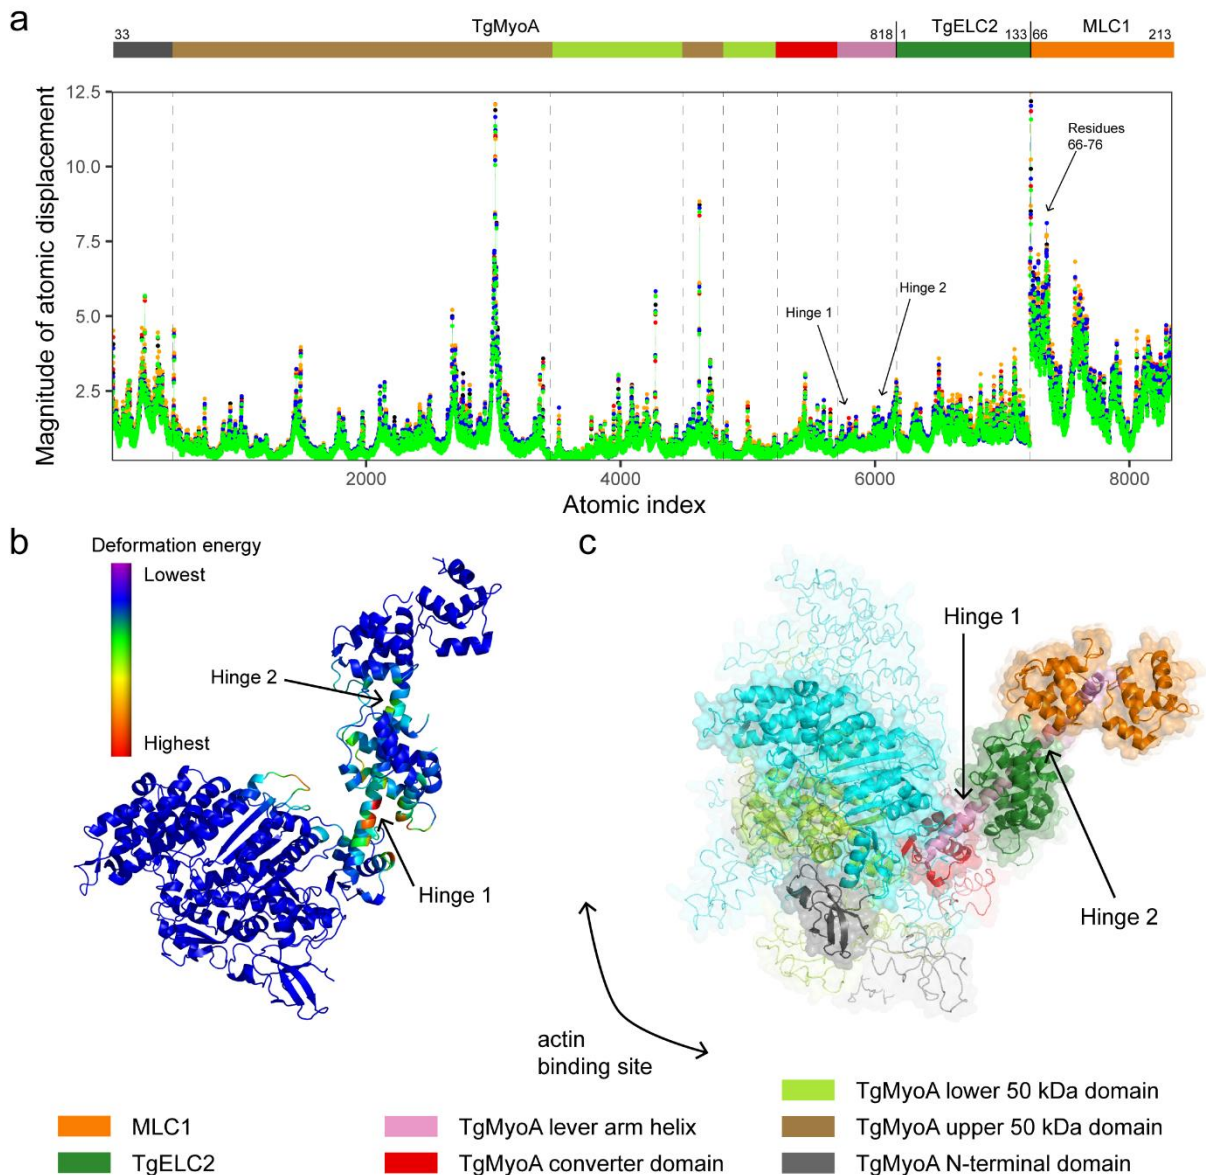 a
TgMyoA TgELC2 MLC1
33 818 1 133 66 213
Magnitude of atomic displacement
12.5
10.0
7.5
5.0
2.5
Residues
66-76
Hinge 1
Hinge 2
2000 4000 6000 8000
Atomic index
b
Deformation energy
Lowest
Highest
Hinge 2
Hinge 1
c
Hinge 1
Hinge 2
actin
binding site
MLC1
TgELC2
TgMyoA lever arm helix
TgMyoA converter domain
TgMyoA lower 50 kDa domain
TgMyoA upper 50 kDa domain
TgMyoA N-terminal domain